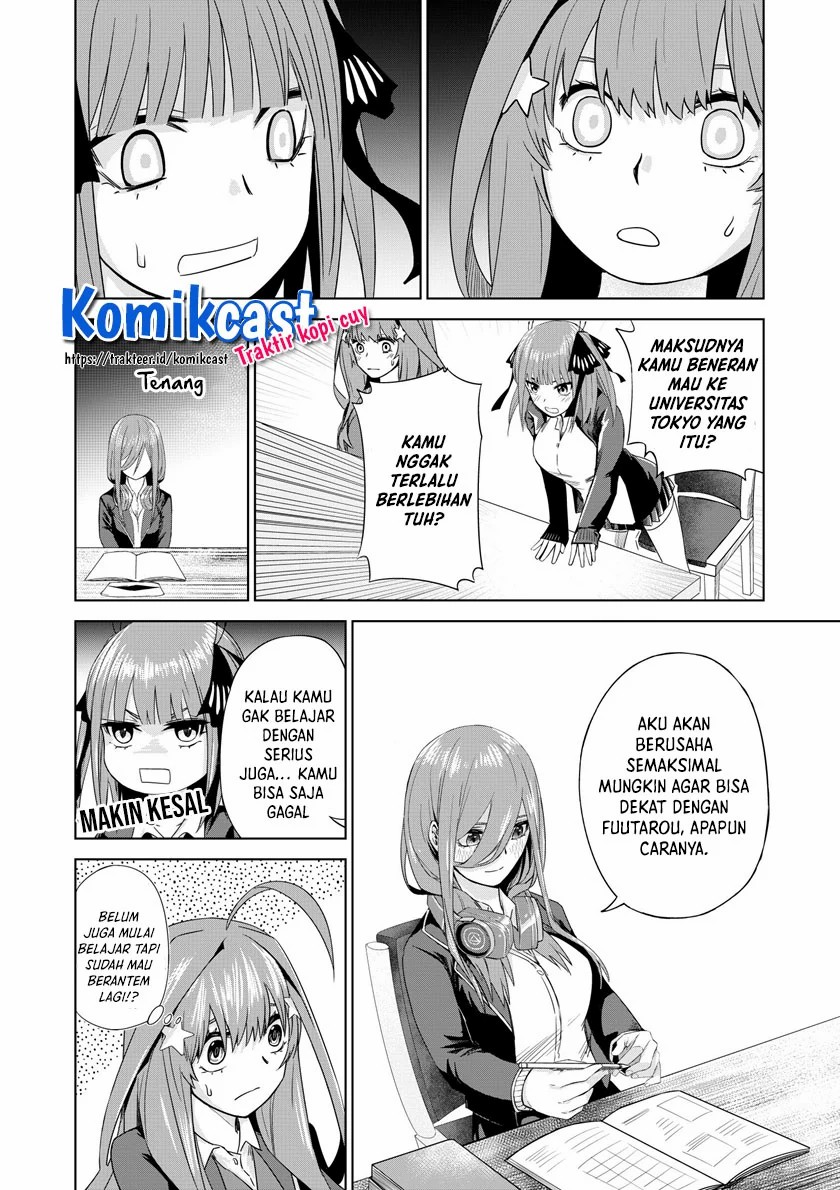 Komikcast
Traktir kopi cuy
https://trakteer.id/komikcast
MAKSUDNYA
KAMU BENERAN
MAU KE
UNIVERSITAS
TOKYO YANG
ITU?
KAMU
NGGAK
TERLALU
BERLEBIHAN
TUH?
Tenang
AKU AKAN
BERUSAHA
SEMAKSIMAL
MUNGKIN AGAR BISA
DEKAT DENGAN
FUUTAROU, APAPUN
CARANYA.
KALAU KAMU
GAK BELAJAR
DENGAN
SERIUS
JUGA... KAMU
BISA SAJA
GAGAL
MAKIN KESAL
BELUM
JUGA MULAI
BELAJAR TAPI
SUDAH MAU
BERANTEM
LAGI!?